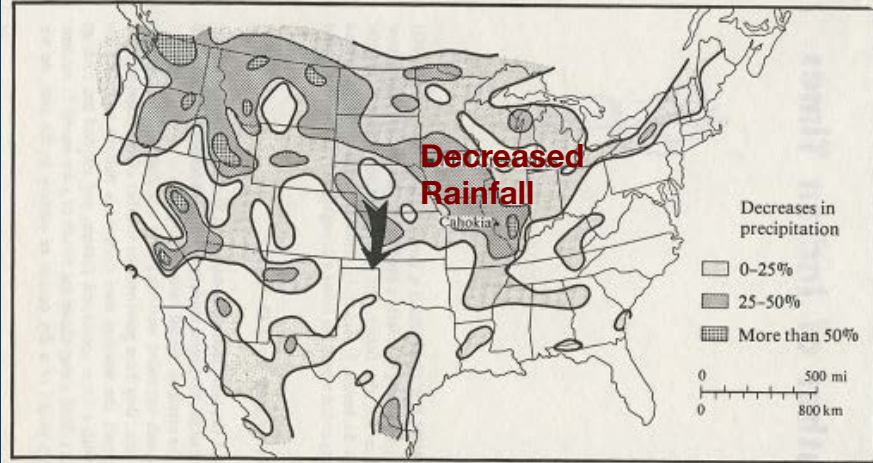 Decreased
Rainfall
Cahokia
Decreases in
precipitation
0–25%
25–50%
More than 50%
0 500 mi
0 800 km